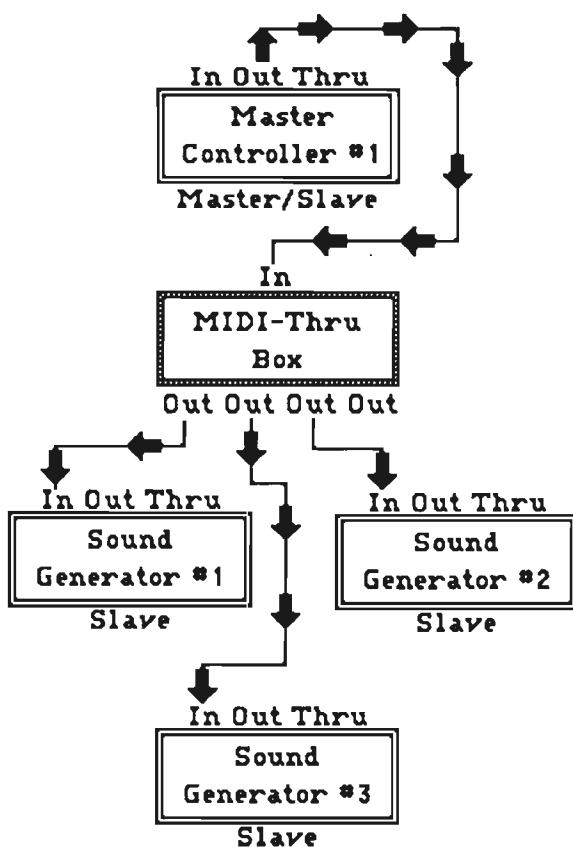 In Out Thru
Master
Controller #1
Master/Slave
In
MIDI-Thru
Box
Out Out Out Out
In Out Thru
Sound
Generator #1
Slave
In Out Thru
Sound
Generator #2
Slave
In Out Thru
Sound
Generator #3
Slave